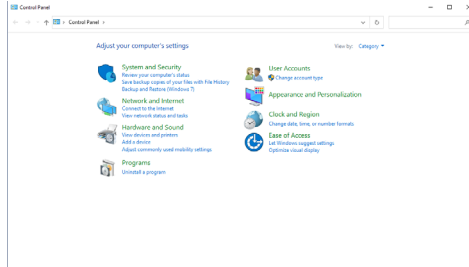 Control Panel
Control Panel
Adjust your computer's settings
View by: Category
System and Security
Review your computer's status
Save backup copies of your files with File History
Backup and Restore (Windows 7)
Network and Internet
Connect to the Internet
View network status and tasks
Hardware and Sound
View devices and printers
Add a device
Adjust commonly used mobility settings
Programs
Uninstall a program
User Accounts
Change account type
Appearance and Personalization
Clock and Region
Change date, time, or number formats
Ease of Access
Let Windows suggest settings
Optimize visual display